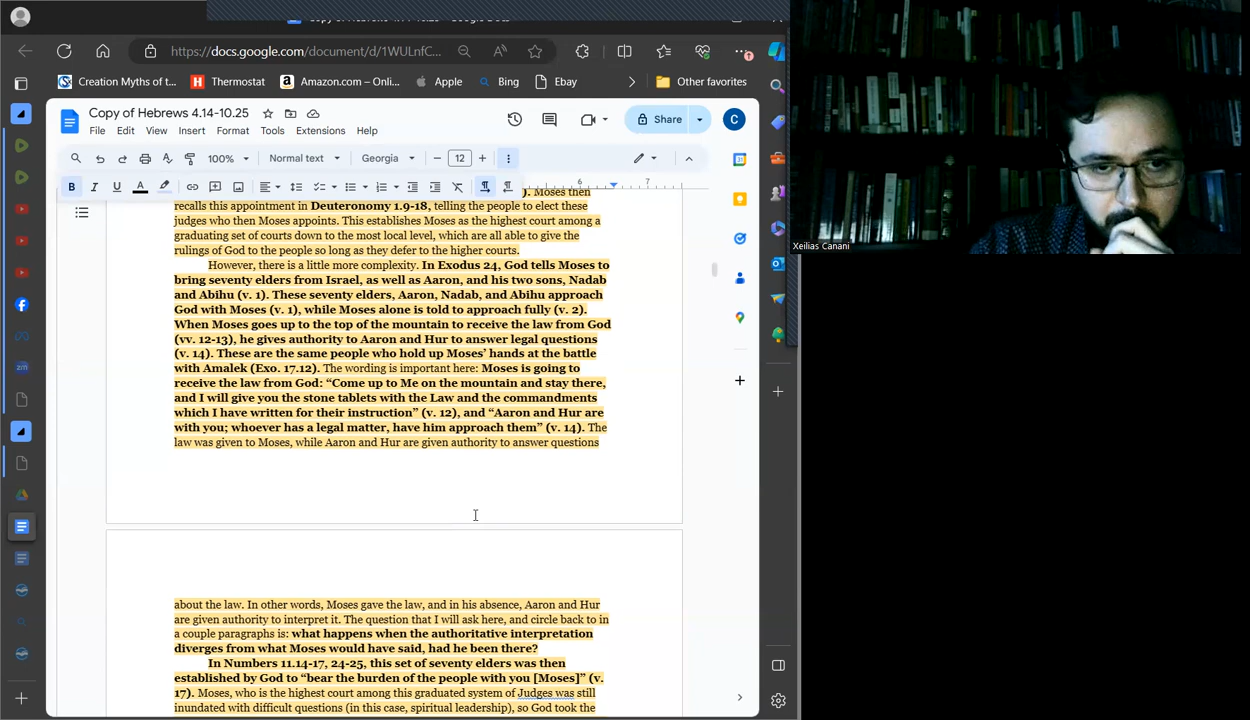 https://docs.google.com/document/d/1WULnfC...
Creation Myths of t...
Thermostat
Amazon.com – Onli...
Apple
Bing
Ebay
Other favorites
Copy of Hebrews 4.14-10.25
File Edit View Insert Format Tools Extensions Help
Share
C
100%
Normal text
Georgia
12
B I U A
6 7
). Moses then
recalls this appointment in Deuteronomy 1.9-18, telling the people to elect these
judges who then Moses appoints. This establishes Moses as the highest court among a
graduating set of courts down to the most local level, which are all able to give the
rulings of God to the people so long as they defer to the higher courts.
However, there is a little more complexity. In Exodus 24, God tells Moses to
bring seventy elders from Israel, as well as Aaron, and his two sons, Nadab
and Abihu (v. 1). These seventy elders, Aaron, Nadab, and Abihu approach
God with Moses (v. 1), while Moses alone is told to approach fully (v. 2).
When Moses goes up to the top of the mountain to receive the law from God
(vv. 12-13), he gives authority to Aaron and Hur to answer legal questions
(v. 14). These are the same people who hold up Moses’ hands at the battle
with Amalek (Exo. 17.12). The wording is important here: Moses is going to
receive the law from God: “Come up to Me on the mountain and stay there,
and I will give you the stone tablets with the Law and the commandments
which I have written for their instruction” (v. 12), and “Aaron and Hur are
with you; whoever has a legal matter, have him approach them” (v. 14). The
law was given to Moses, while Aaron and Hur are given authority to answer questions
about the law. In other words, Moses gave the law, and in his absence, Aaron and Hur
are given authority to interpret it. The question that I will ask here, and circle back to in
a couple paragraphs is: what happens when the authoritative interpretation
diverges from what Moses would have said, had he been there?
In Numbers 11.14-17, 24-25, this set of seventy elders was then
established by God to “bear the burden of the people with you [Moses]” (v.
17). Moses, who is the highest court among this graduated system of Judges was still
inundated with difficult questions (in this case, spiritual leadership), so God took the
Xeilias Canani